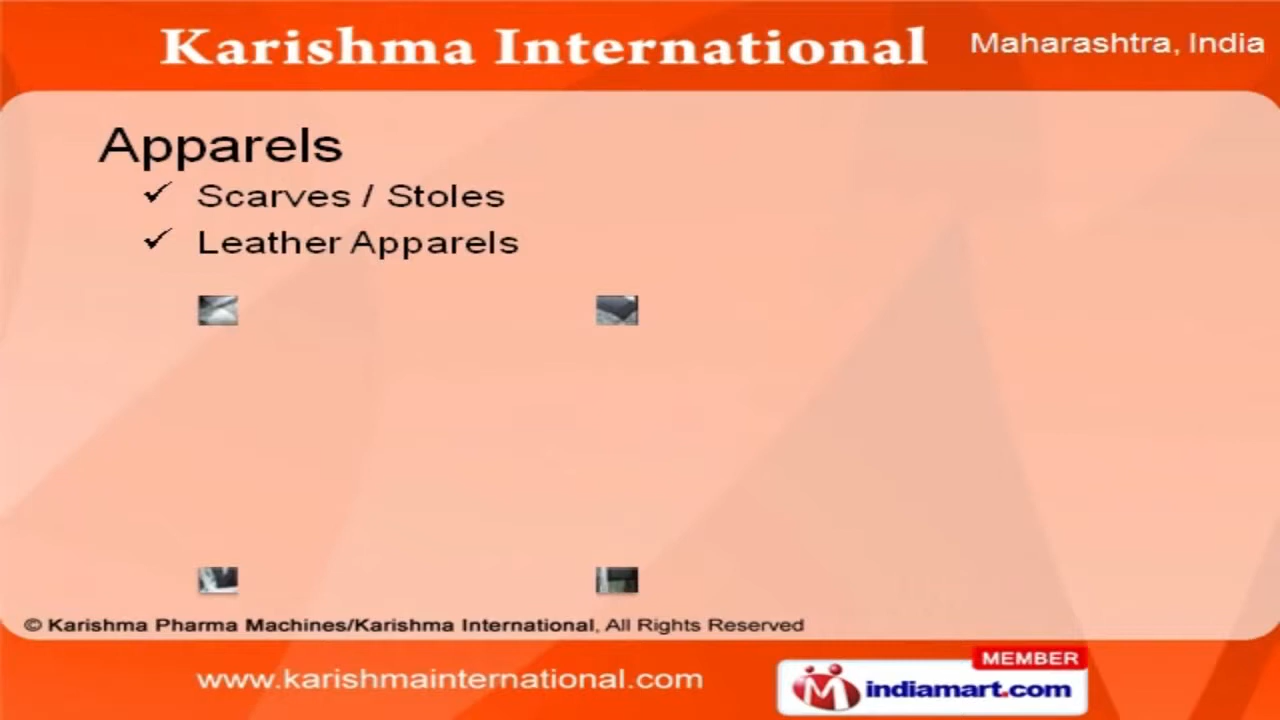 Karishma International
Maharashtra, India
Apparels
✓ Scarves / Stoles
✓ Leather Apparels
© Karishma Pharma Machines/Karishma International, All Rights Reserved
www.karishmainternational.com
MEMBER
indiamart.com